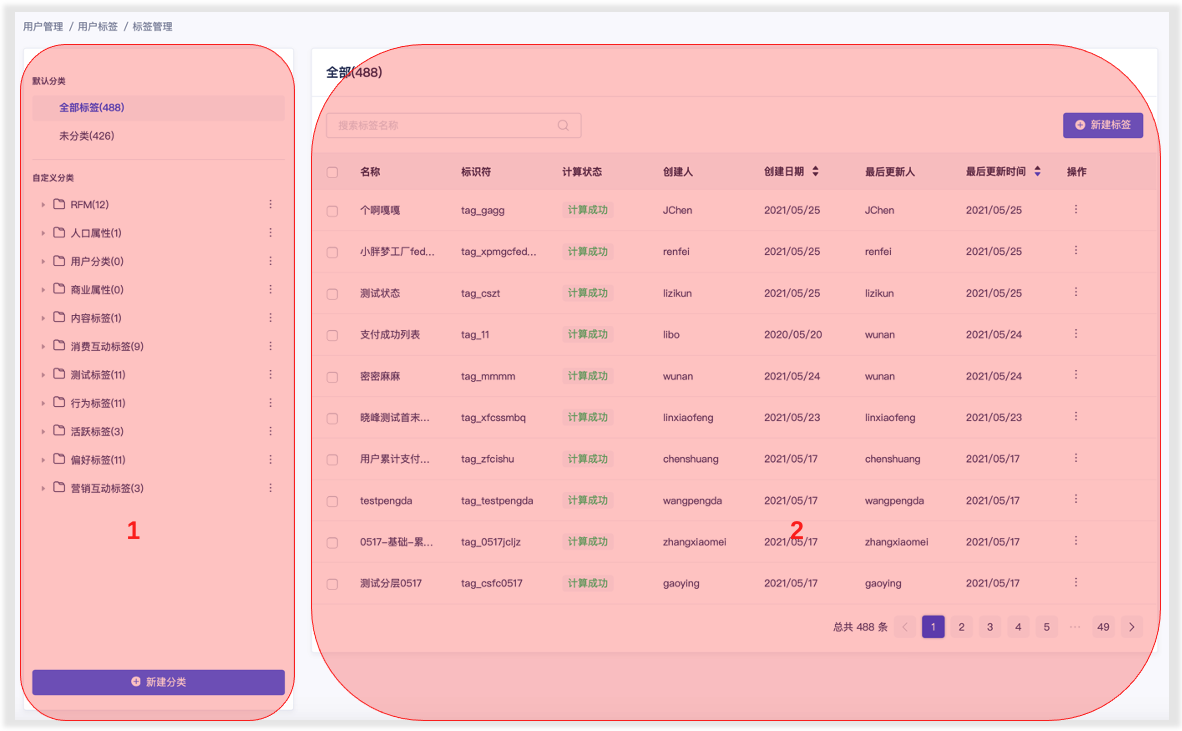 用户管理 / 用户标签 / 标签管理
默认分类
全部标签(488)
未分类(426)
自定义分类
RFM(12)
人口属性(1)
用户分类(0)
商业属性(0)
内容标签(1)
消费互动标签(9)
测试标签(11)
行为标签(11)
活跃标签(3)
偏好标签(11)
营销互动标签(3)
1
新建分类
全部(488)
搜索标签名称 新建标签
名称 标识符 计算状态 创建人 创建日期 最后更新人 最后更新时间 操作
个啊嘎嘎 tag_gagg 计算成功 JChen 2021/05/25 JChen 2021/05/25
小胖梦工厂fed... tag_xpmgcfed... 计算成功 renfei 2021/05/25 renfei 2021/05/25
测试状态 tag_cszt 计算成功 lizikun 2021/05/25 lizikun 2021/05/25
支付成功列表 tag_11 计算成功 libo 2020/05/20 wunan 2021/05/24
密密麻麻 tag_mmmm 计算成功 wunan 2021/05/24 wunan 2021/05/24
晓峰测试首末... tag_xfcssmbq 计算成功 linxiaofeng 2021/05/23 linxiaofeng 2021/05/23
用户累计支付... tag_zfcishu 计算成功 chenshuang 2021/05/17 chenshuang 2021/05/17
testpengda tag_testpengda 计算成功 wangpengda 2021/05/17 wangpengda 2021/05/17
2
0517-基础-累... tag_0517jcljz 计算成功 zhangxiaomei 2021/05/17 zhangxiaomei 2021/05/17
测试分层0517 tag_csfc0517 计算成功 gaoying 2021/05/17 gaoying 2021/05/17
总共 488 条 < 1 2 3 4 5 ··· 49 >